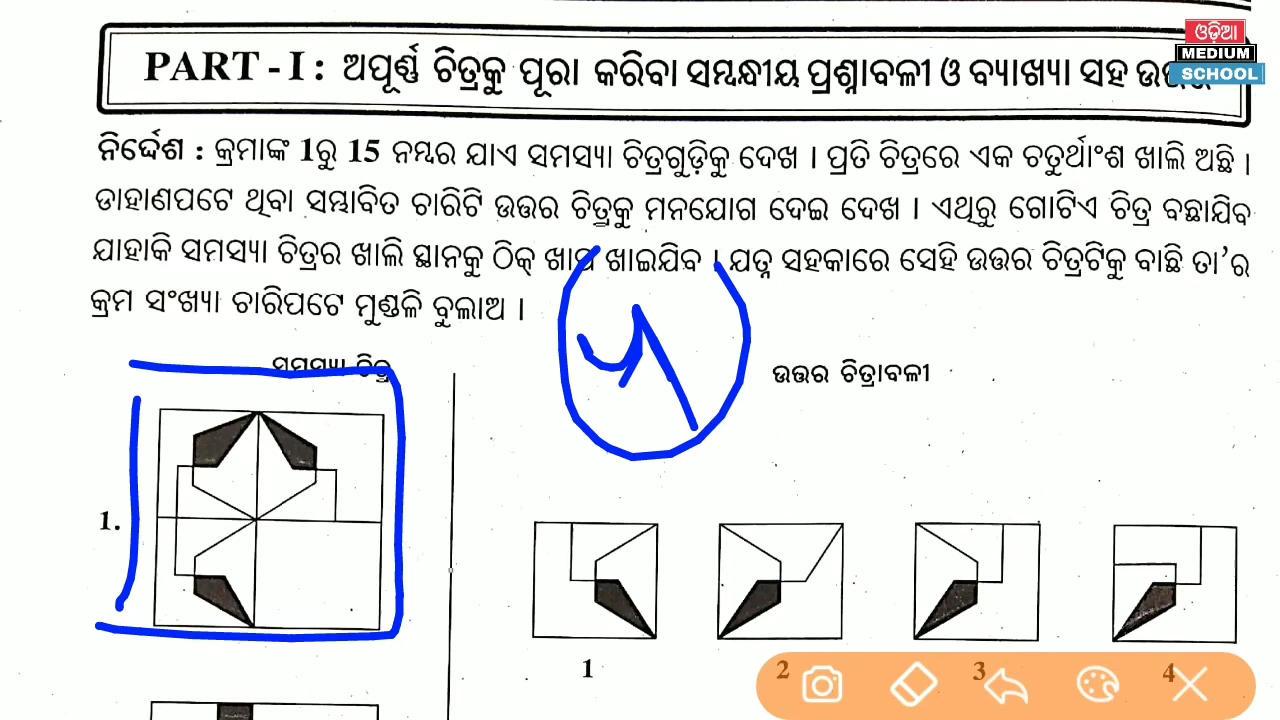 ଓଡ଼ିଆ
MEDIUM
SCHOOL
PART - I : ଅପୂର୍ଣ୍ଣ ଚିତ୍ରକୁ ପୂରା କରିବା ସମ୍ବନ୍ଧୀୟ ପ୍ରଶ୍ନାବଳୀ ଓ ବ୍ୟାଖ୍ୟା ସହ
ନିର୍ଦ୍ଦେଶ : କ୍ରମାଙ୍କ 1ରୁ 15 ନମ୍ବର ଯାଏ ସମସ୍ୟା ଚିତ୍ରଗୁଡ଼ିକୁ ଦେଖ । ପ୍ରତି ଚିତ୍ରରେ ଏକ ଚତୁର୍ଥାଂଶ ଖାଲି ଅଛି ।
ଡାହାଣପଟେ ଥିବା ସମ୍ଭାବିତ ଚାରିଟି ଉତ୍ତର ଚିତ୍ରକୁ ମନଯୋଗ ଦେଇ ଦେଖ । ଏଥିରୁ ଗୋଟିଏ ଚିତ୍ର ବଛାଯିବ
ଯାହାକି ସମସ୍ୟା ଚିତ୍ରର ଖାଲି ସ୍ଥାନକୁ ଠିକ୍ ଖାପ ଖାଇଯିବ । ଯତ୍ନ ସହକାରେ ସେହି ଉତ୍ତର ଚିତ୍ରଟିକୁ ବାଛି ତା'ର
କ୍ରମ ସଂଖ୍ୟା ଚାରିପଟେ ମୁଣ୍ଡଳି ବୁଲାଅ ।
ସମସ୍ୟା ଚିତ୍ର
ଉତ୍ତର ଚିତ୍ରାବଳୀ
1.
1 2 3 4